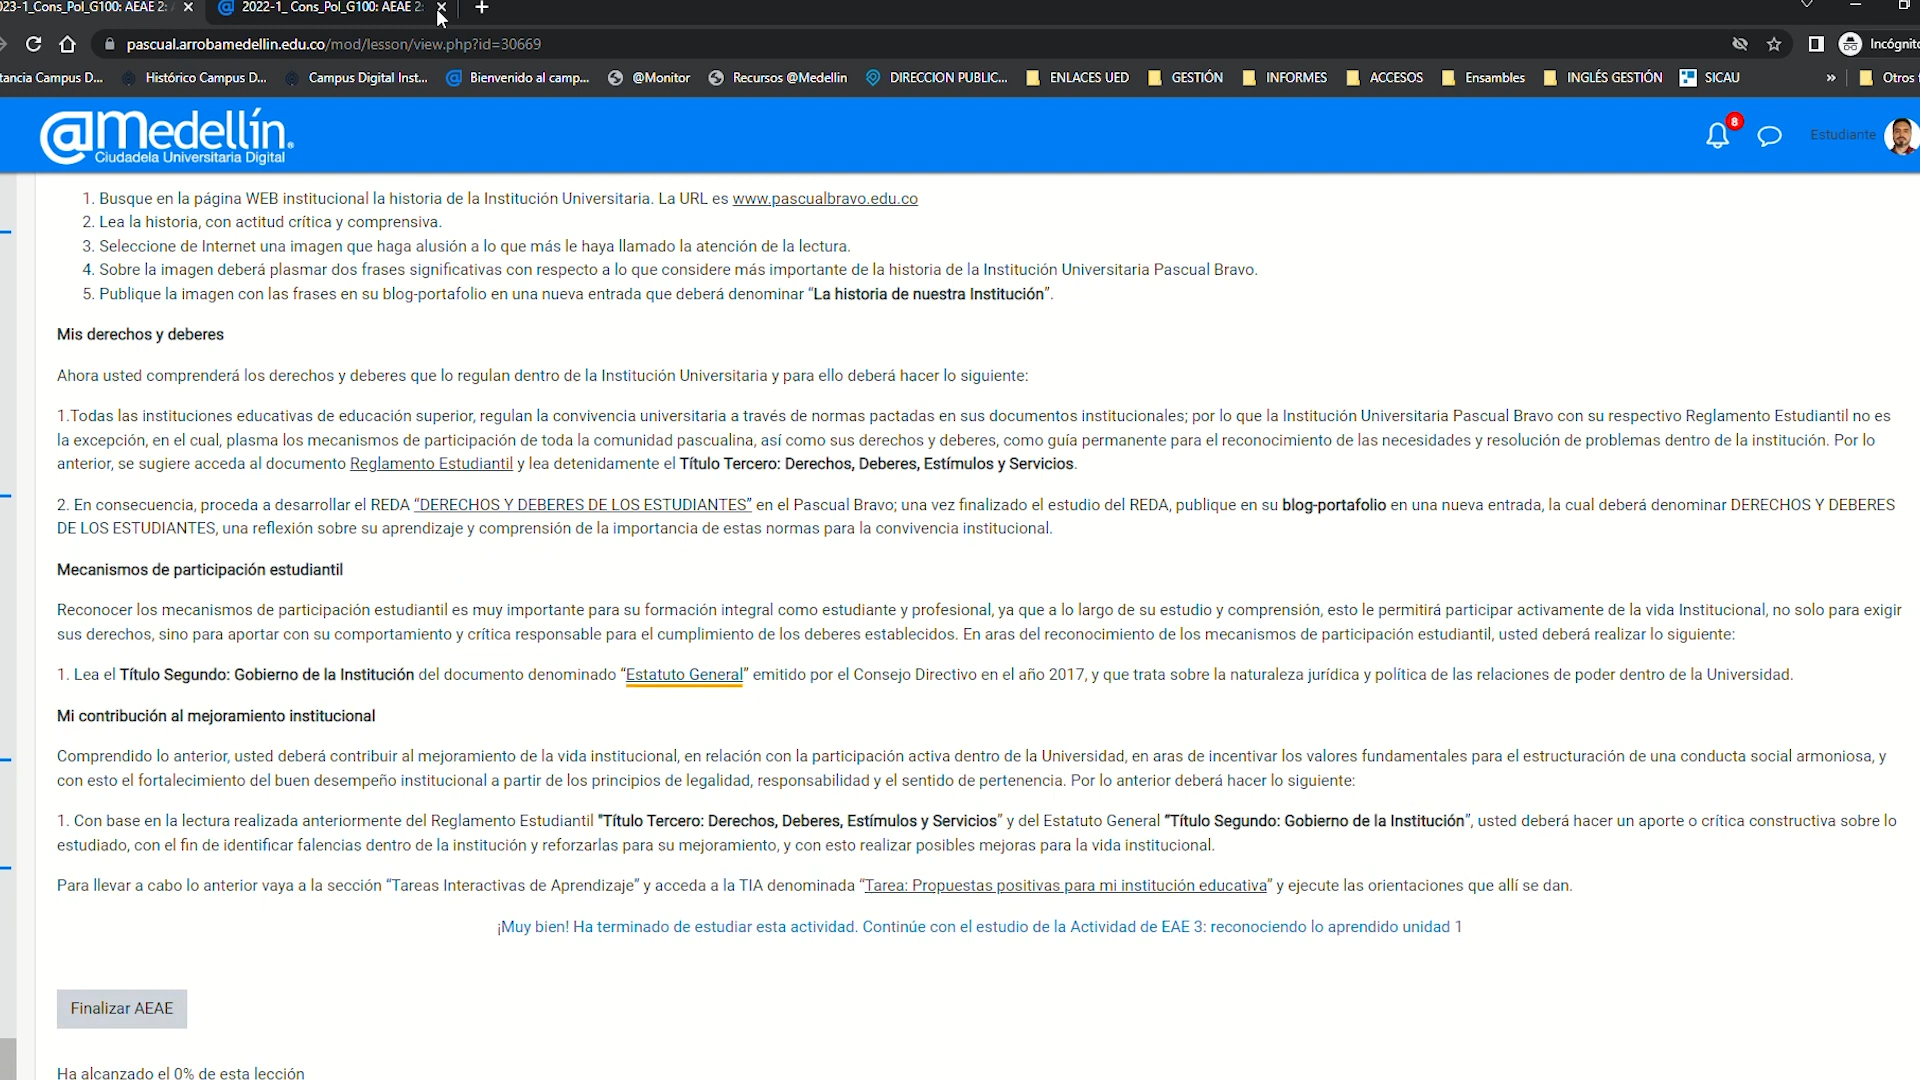 023-1_Cons_Pol_G100: AEAE 2:
2022-1_ Cons_Pol_G100: AEAE 2:
pascual.arrobamedellin.edu.co/mod/lesson/view.php?id=30669
Incógnito
tancia Campus D...
Histórico Campus D...
Campus Digital Inst...
Bienvenido al camp...
@Monitor
Recursos @Medellin
DIRECCION PUBLIC...
ENLACES UED
GESTIÓN
INFORMES
ACCESOS
Ensambles
INGLÉS GESTIÓN
SICAU
»
Otros
@Medellín.
Ciudadela Universitaria Digital
8
Estudiante
1. Busque en la página WEB institucional la historia de la Institución Universitaria. La URL es www.pascualbravo.edu.co
2. Lea la historia, con actitud crítica y comprensiva.
3. Seleccione de Internet una imagen que haga alusión a lo que más le haya llamado la atención de la lectura.
4. Sobre la imagen deberá plasmar dos frases significativas con respecto a lo que considere más importante de la historia de la Institución Universitaria Pascual Bravo.
5. Publique la imagen con las frases en su blog-portafolio en una nueva entrada que deberá denominar “La historia de nuestra Institución”.
Mis derechos y deberes
Ahora usted comprenderá los derechos y deberes que lo regulan dentro de la Institución Universitaria y para ello deberá hacer lo siguiente:
1.Todas las instituciones educativas de educación superior, regulan la convivencia universitaria a través de normas pactadas en sus documentos institucionales; por lo que la Institución Universitaria Pascual Bravo con su respectivo Reglamento Estudiantil no es
la excepción, en el cual, plasma los mecanismos de participación de toda la comunidad pascualina, así como sus derechos y deberes, como guía permanente para el reconocimiento de las necesidades y resolución de problemas dentro de la institución. Por lo
anterior, se sugiere acceda al documento Reglamento Estudiantil y lea detenidamente el Título Tercero: Derechos, Deberes, Estímulos y Servicios.
2. En consecuencia, proceda a desarrollar el REDA “DERECHOS Y DEBERES DE LOS ESTUDIANTES” en el Pascual Bravo; una vez finalizado el estudio del REDA, publique en su blog-portafolio en una nueva entrada, la cual deberá denominar DERECHOS Y DEBERES
DE LOS ESTUDIANTES, una reflexión sobre su aprendizaje y comprensión de la importancia de estas normas para la convivencia institucional.
Mecanismos de participación estudiantil
Reconocer los mecanismos de participación estudiantil es muy importante para su formación integral como estudiante y profesional, ya que a lo largo de su estudio y comprensión, esto le permitirá participar activamente de la vida Institucional, no solo para exigir
sus derechos, sino para aportar con su comportamiento y crítica responsable para el cumplimiento de los deberes establecidos. En aras del reconocimiento de los mecanismos de participación estudiantil, usted deberá realizar lo siguiente:
1. Lea el Título Segundo: Gobierno de la Institución del documento denominado “Estatuto General” emitido por el Consejo Directivo en el año 2017, y que trata sobre la naturaleza jurídica y política de las relaciones de poder dentro de la Universidad.
Mi contribución al mejoramiento institucional
Comprendido lo anterior, usted deberá contribuir al mejoramiento de la vida institucional, en relación con la participación activa dentro de la Universidad, en aras de incentivar los valores fundamentales para el estructuración de una conducta social armoniosa, y
con esto el fortalecimiento del buen desempeño institucional a partir de los principios de legalidad, responsabilidad y el sentido de pertenencia. Por lo anterior deberá hacer lo siguiente:
1. Con base en la lectura realizada anteriormente del Reglamento Estudiantil “Título Tercero: Derechos, Deberes, Estímulos y Servicios” y del Estatuto General “Título Segundo: Gobierno de la Institución”, usted deberá hacer un aporte o crítica constructiva sobre lo
estudiado, con el fin de identificar falencias dentro de la institución y reforzarlas para su mejoramiento, y con esto realizar posibles mejoras para la vida institucional.
Para llevar a cabo lo anterior vaya a la sección “Tareas Interactivas de Aprendizaje” y acceda a la TIA denominada “Tarea: Propuestas positivas para mi institución educativa” y ejecute las orientaciones que allí se dan.
¡Muy bien! Ha terminado de estudiar esta actividad. Continúe con el estudio de la Actividad de EAE 3: reconociendo lo aprendido unidad 1
Finalizar AEAE
Ha alcanzado el 0% de esta lección